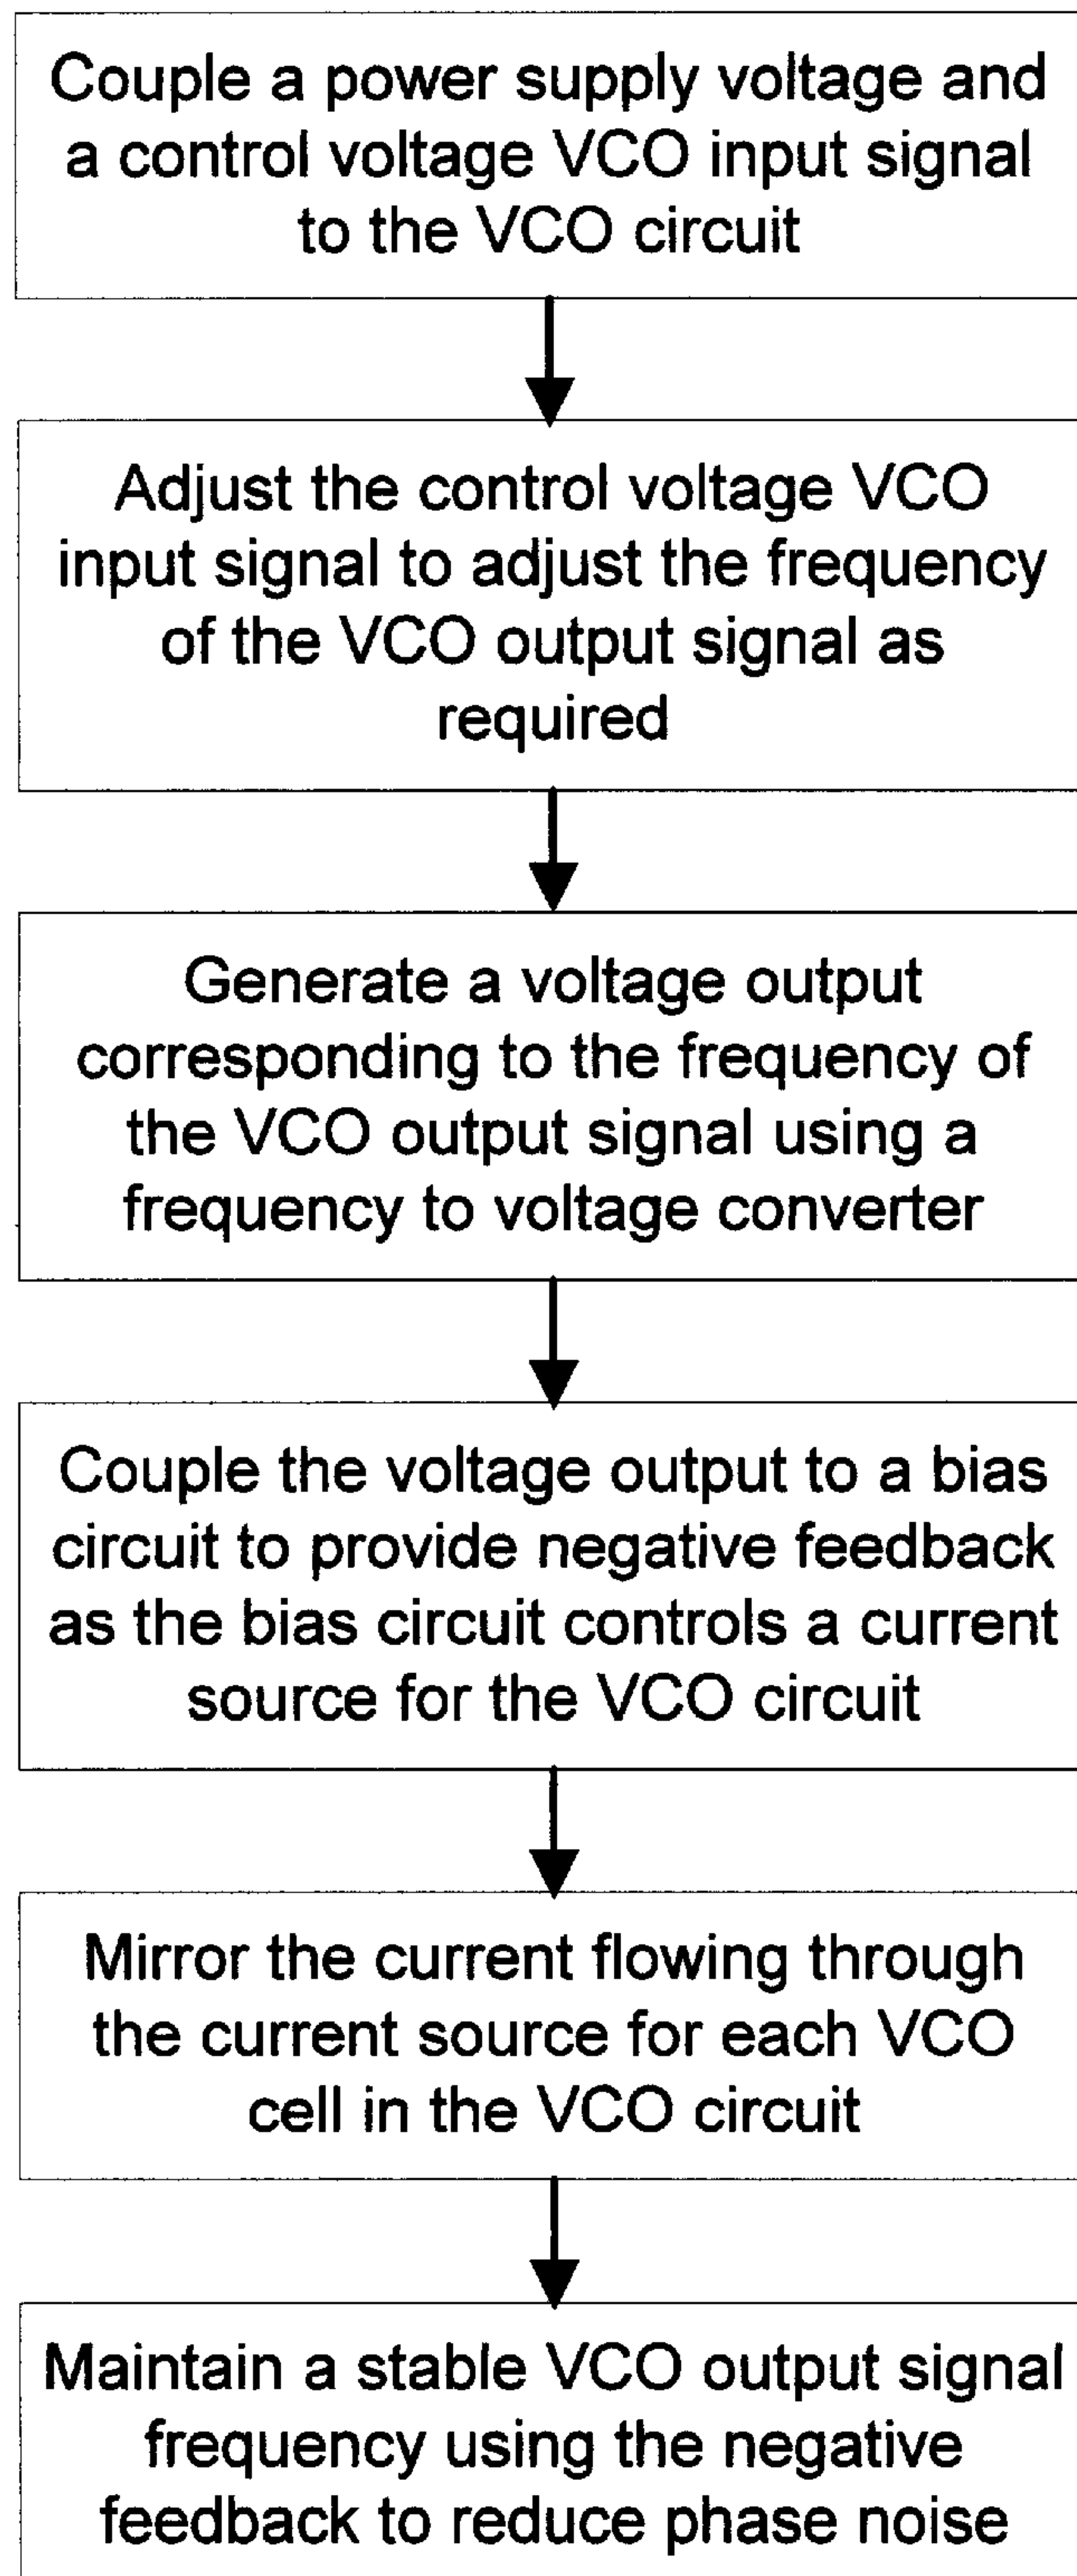 Couple a power supply voltage and
a control voltage VCO input signal
to the VCO circuit
Adjust the control voltage VCO
input signal to adjust the frequency
of the VCO output signal as
required
Generate a voltage output
corresponding to the frequency of
the VCO output signal using a
frequency to voltage converter
Couple the voltage output to a bias
circuit to provide negative feedback
as the bias circuit controls a current
source for the VCO circuit
Mirror the current flowing through
the current source for each VCO
cell in the VCO circuit
Maintain a stable VCO output signal
frequency using the negative
feedback to reduce phase noise